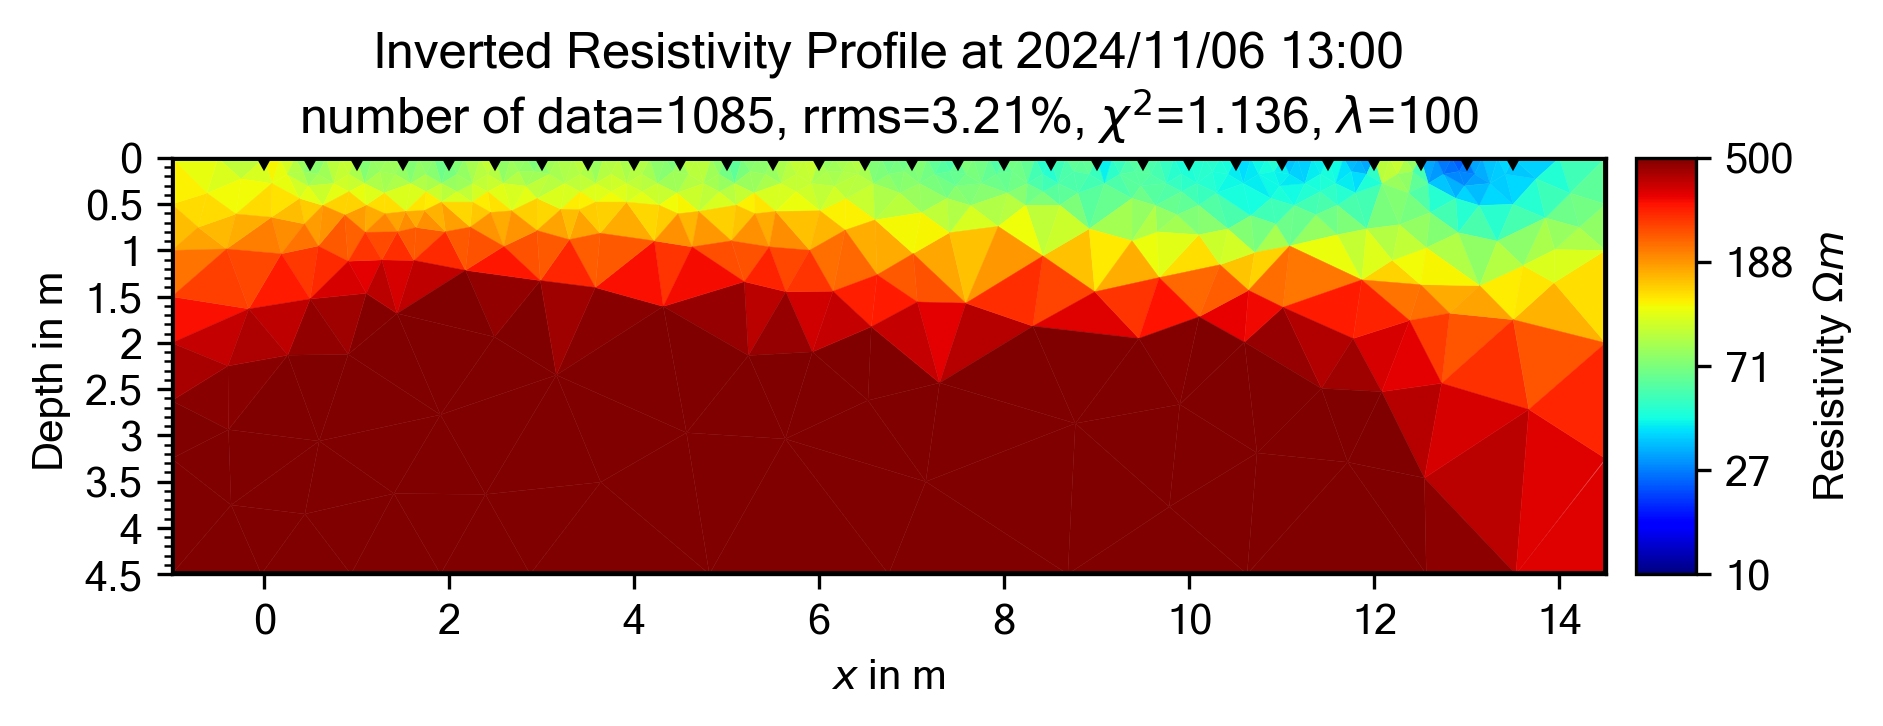 Inverted Resistivity Profile at 2024/11/06 13:00
number of data=1085, rrms=3.21%, χ²=1.136, λ=100
Depth in m
0
0.5
1
1.5
2
2.5
3
3.5
4
4.5
0 2 4 6 8 10 12 14
x in m
500
188
71
27
10
Resistivity Ωm